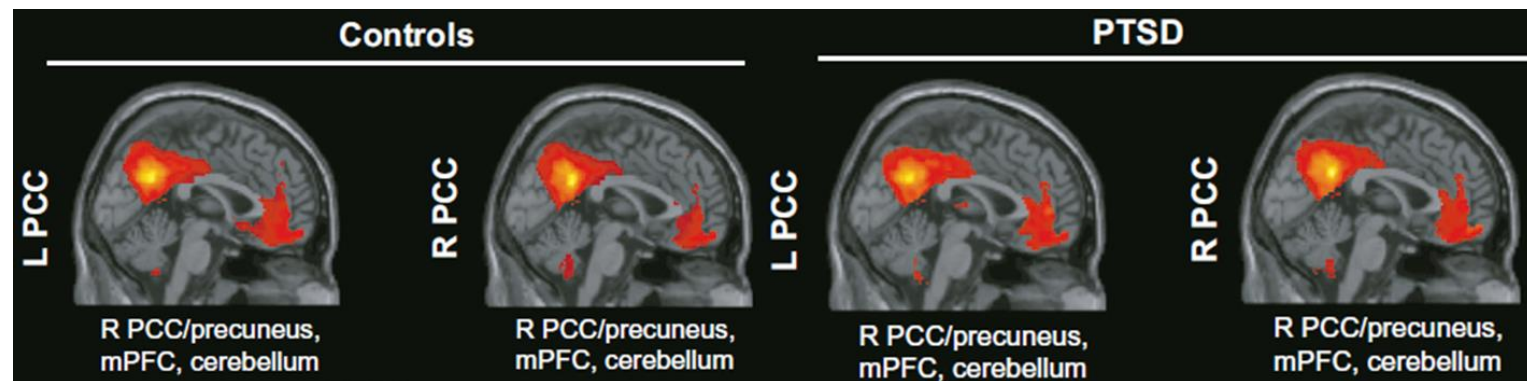 Controls
PTSD
L PCC
R PCC
L PCC
R PCC
R PCC/precuneus,
mPFC, cerebellum
R PCC/precuneus,
mPFC, cerebellum
R PCC/precuneus,
mPFC, cerebellum
R PCC/precuneus,
mPFC, cerebellum